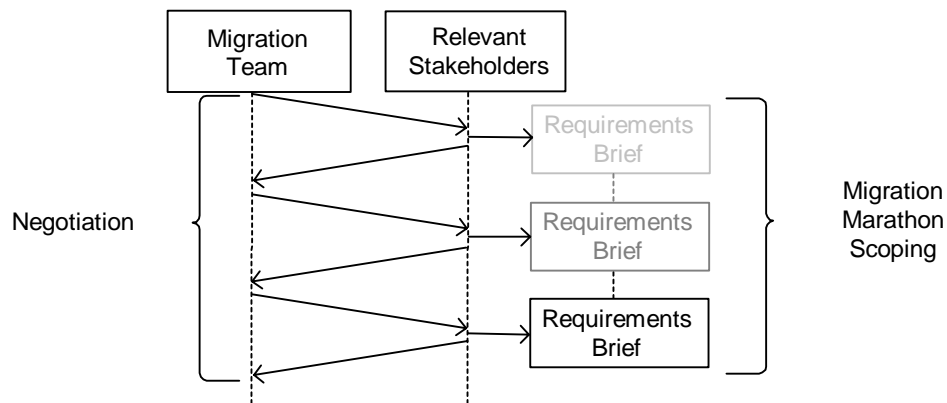 Migration
Team
Relevant
Stakeholders
Requirements
Brief
Negotiation
Requirements
Brief
Migration
Marathon
Scoping
Requirements
Brief